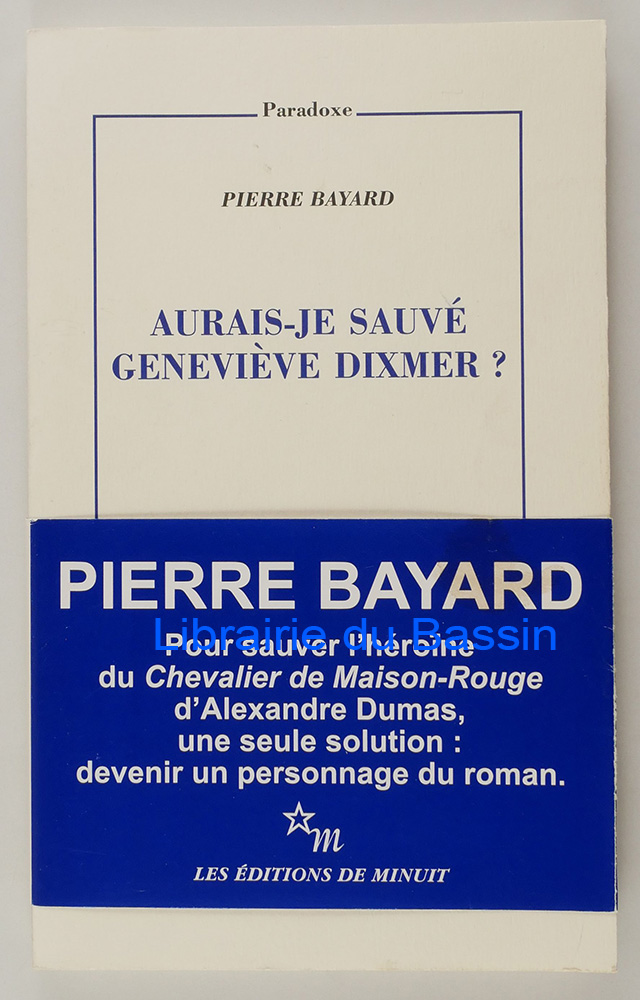 Paradoxe
PIERRE BAYARD
AURAIS-JE SAUVÉ
GENEVIÈVE DIXMER ?
PIERRE BAYARD
Librairie du Bassin
Pour sauver l'héroïne
du Chevalier de Maison-Rouge
d'Alexandre Dumas,
une seule solution :
devenir un personnage du roman.
m
LES ÉDITIONS DE MINUIT